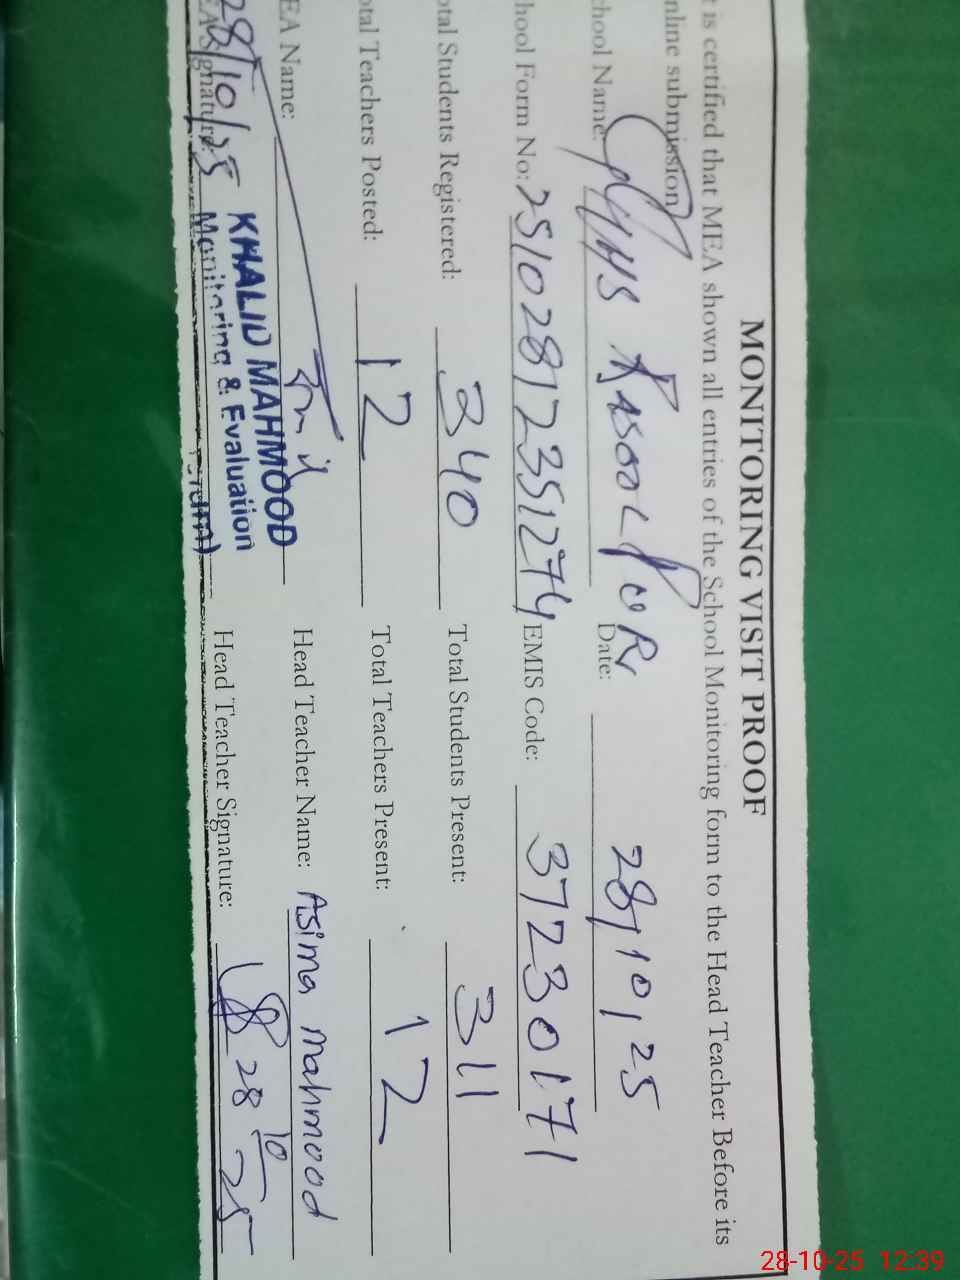 MONITORING VISIT PROOF
t is certified that MEA shown all entries of the School Monitoring form to the Head Teacher Before its
nline submission
chool Name: GGHS RASOOL PUR Date: 28/10/25
hool Form No: 25102812351274 EMIS Code: 37230171
otal Students Registered: 340 Total Students Present: 311
otal Teachers Posted: 12 Total Teachers Present: 12
EA Name: Head Teacher Name: Asima mahmood
KHALID MAHMOOD
EA Signature: 28/10/25 Head Teacher Signature: 28 10 25
Monitoring & Evaluation
28-10-25 12:39